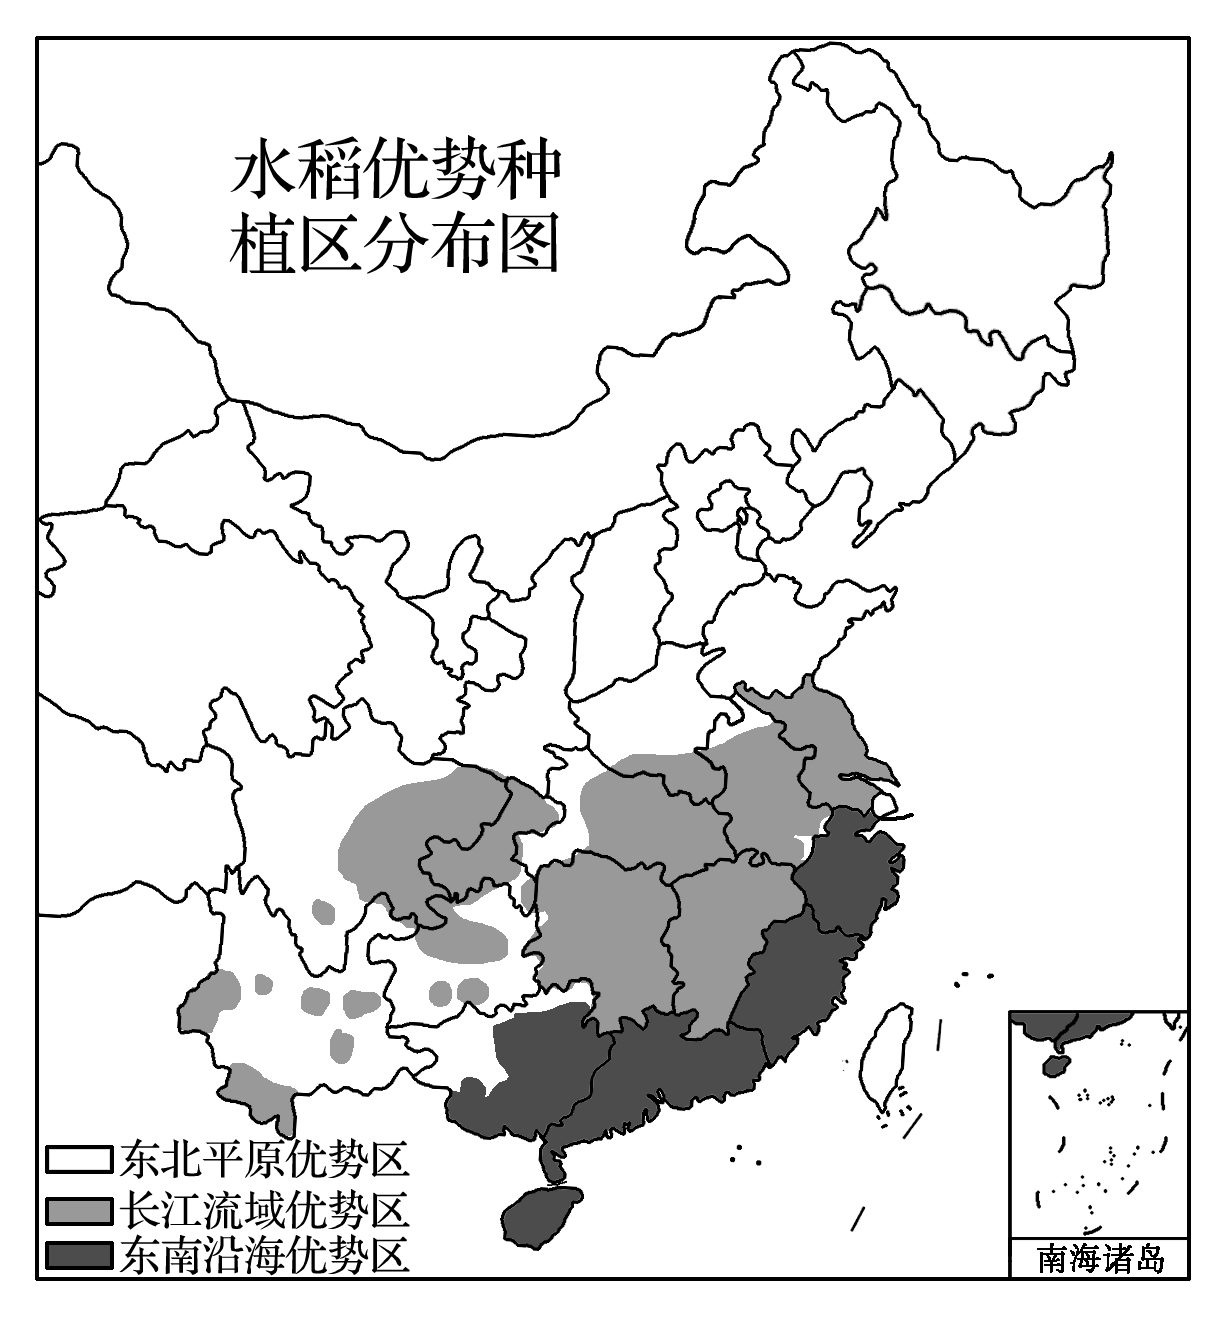 水稻优势种
植区分布图
东北平原优势区
长江流域优势区
东南沿海优势区
南海诸岛